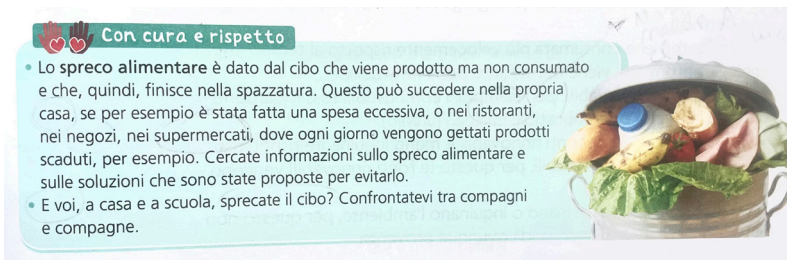 Con cura e rispetto
• Lo spreco alimentare è dato dal cibo che viene prodotto ma non consumato
e che, quindi, finisce nella spazzatura. Questo può succedere nella propria
casa, se per esempio è stata fatta una spesa eccessiva, o nei ristoranti,
nei negozi, nei supermercati, dove ogni giorno vengono gettati prodotti
scaduti, per esempio. Cercate informazioni sullo spreco alimentare e
sulle soluzioni che sono state proposte per evitarlo.
• E voi, a casa e a scuola, sprecate il cibo? Confrontatevi tra compagni
e compagne.